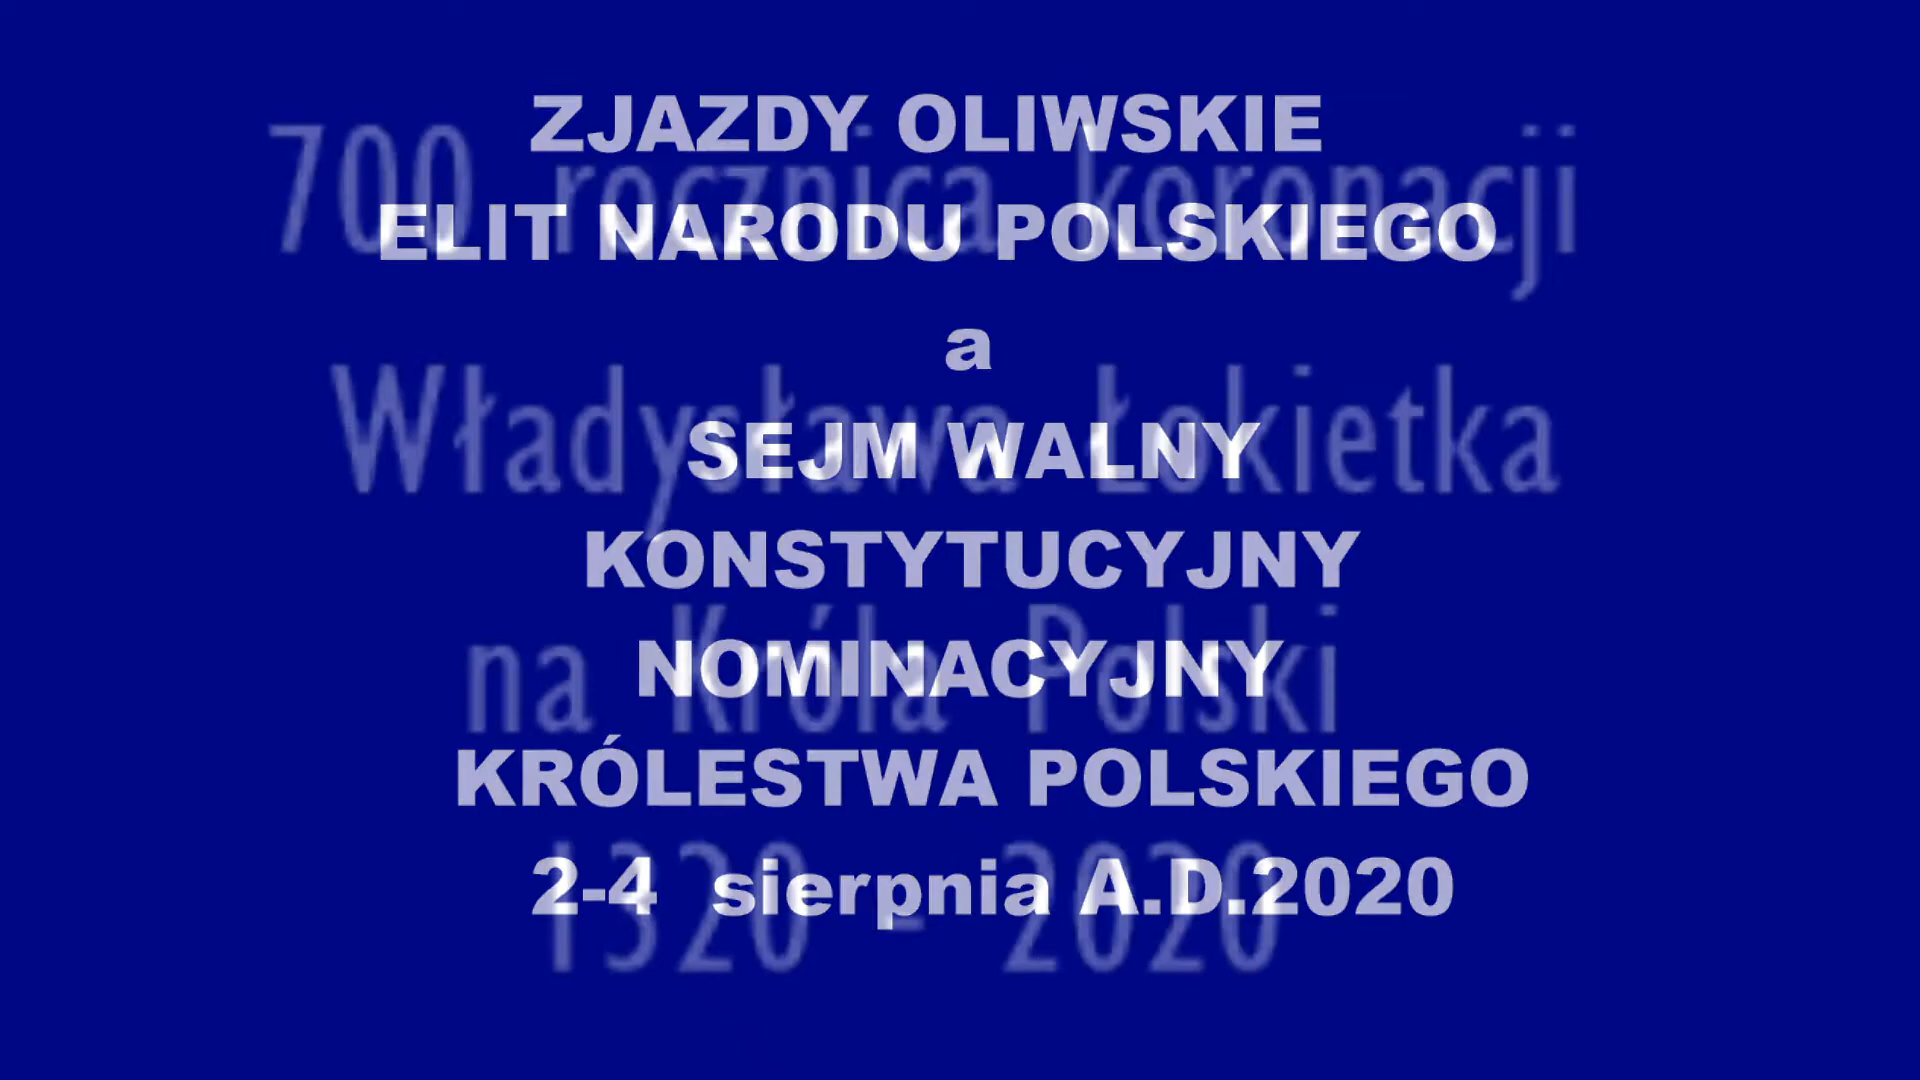 ZJAZDY OLIWSKIE
ELIT NARODU POLSKIEGO
a
SEJM WALNY
KONSTYTUCYJNY
NOMINACYJNY
KRÓLESTWA POLSKIEGO
2-4 sierpnia A.D.2020
700 rocznica koronacji
Władysława Łokietka
na Króla Polski
1320 - 2020